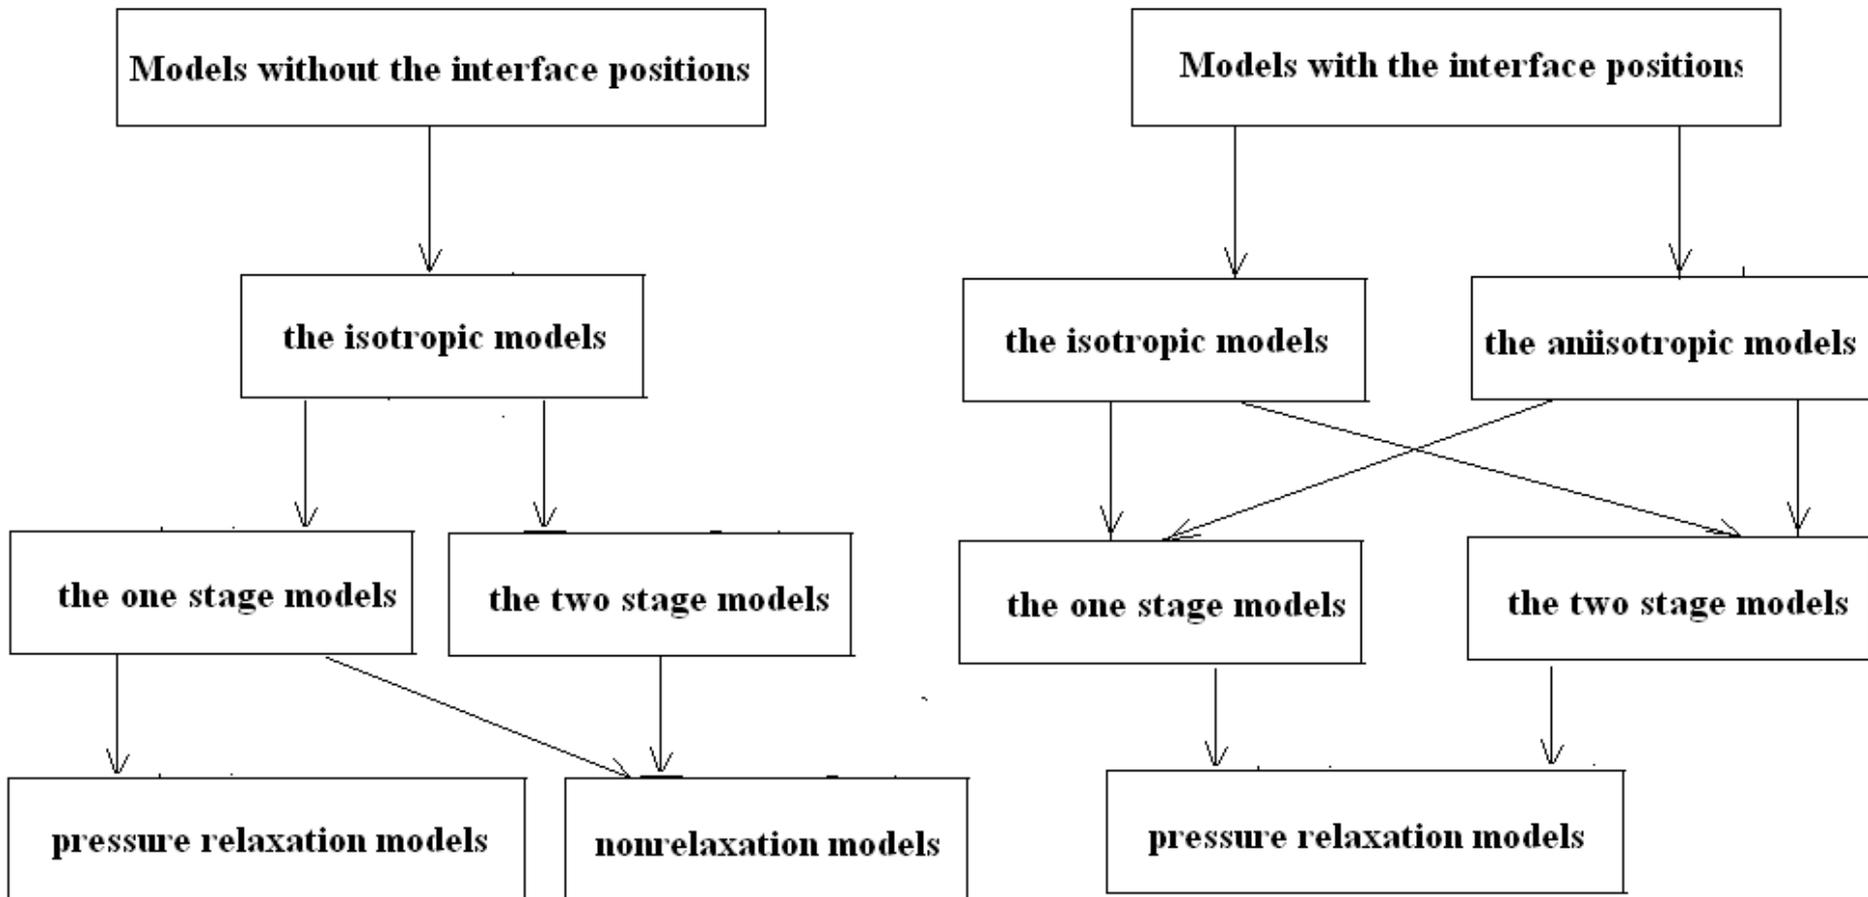 Models without the interface positions
Models with the interface positions
the isotropic models
the isotropic models
the aniisotropic models
the one stage models
the two stage models
the one stage models
the two stage models
pressure relaxation models
nonrelaxation models
pressure relaxation models